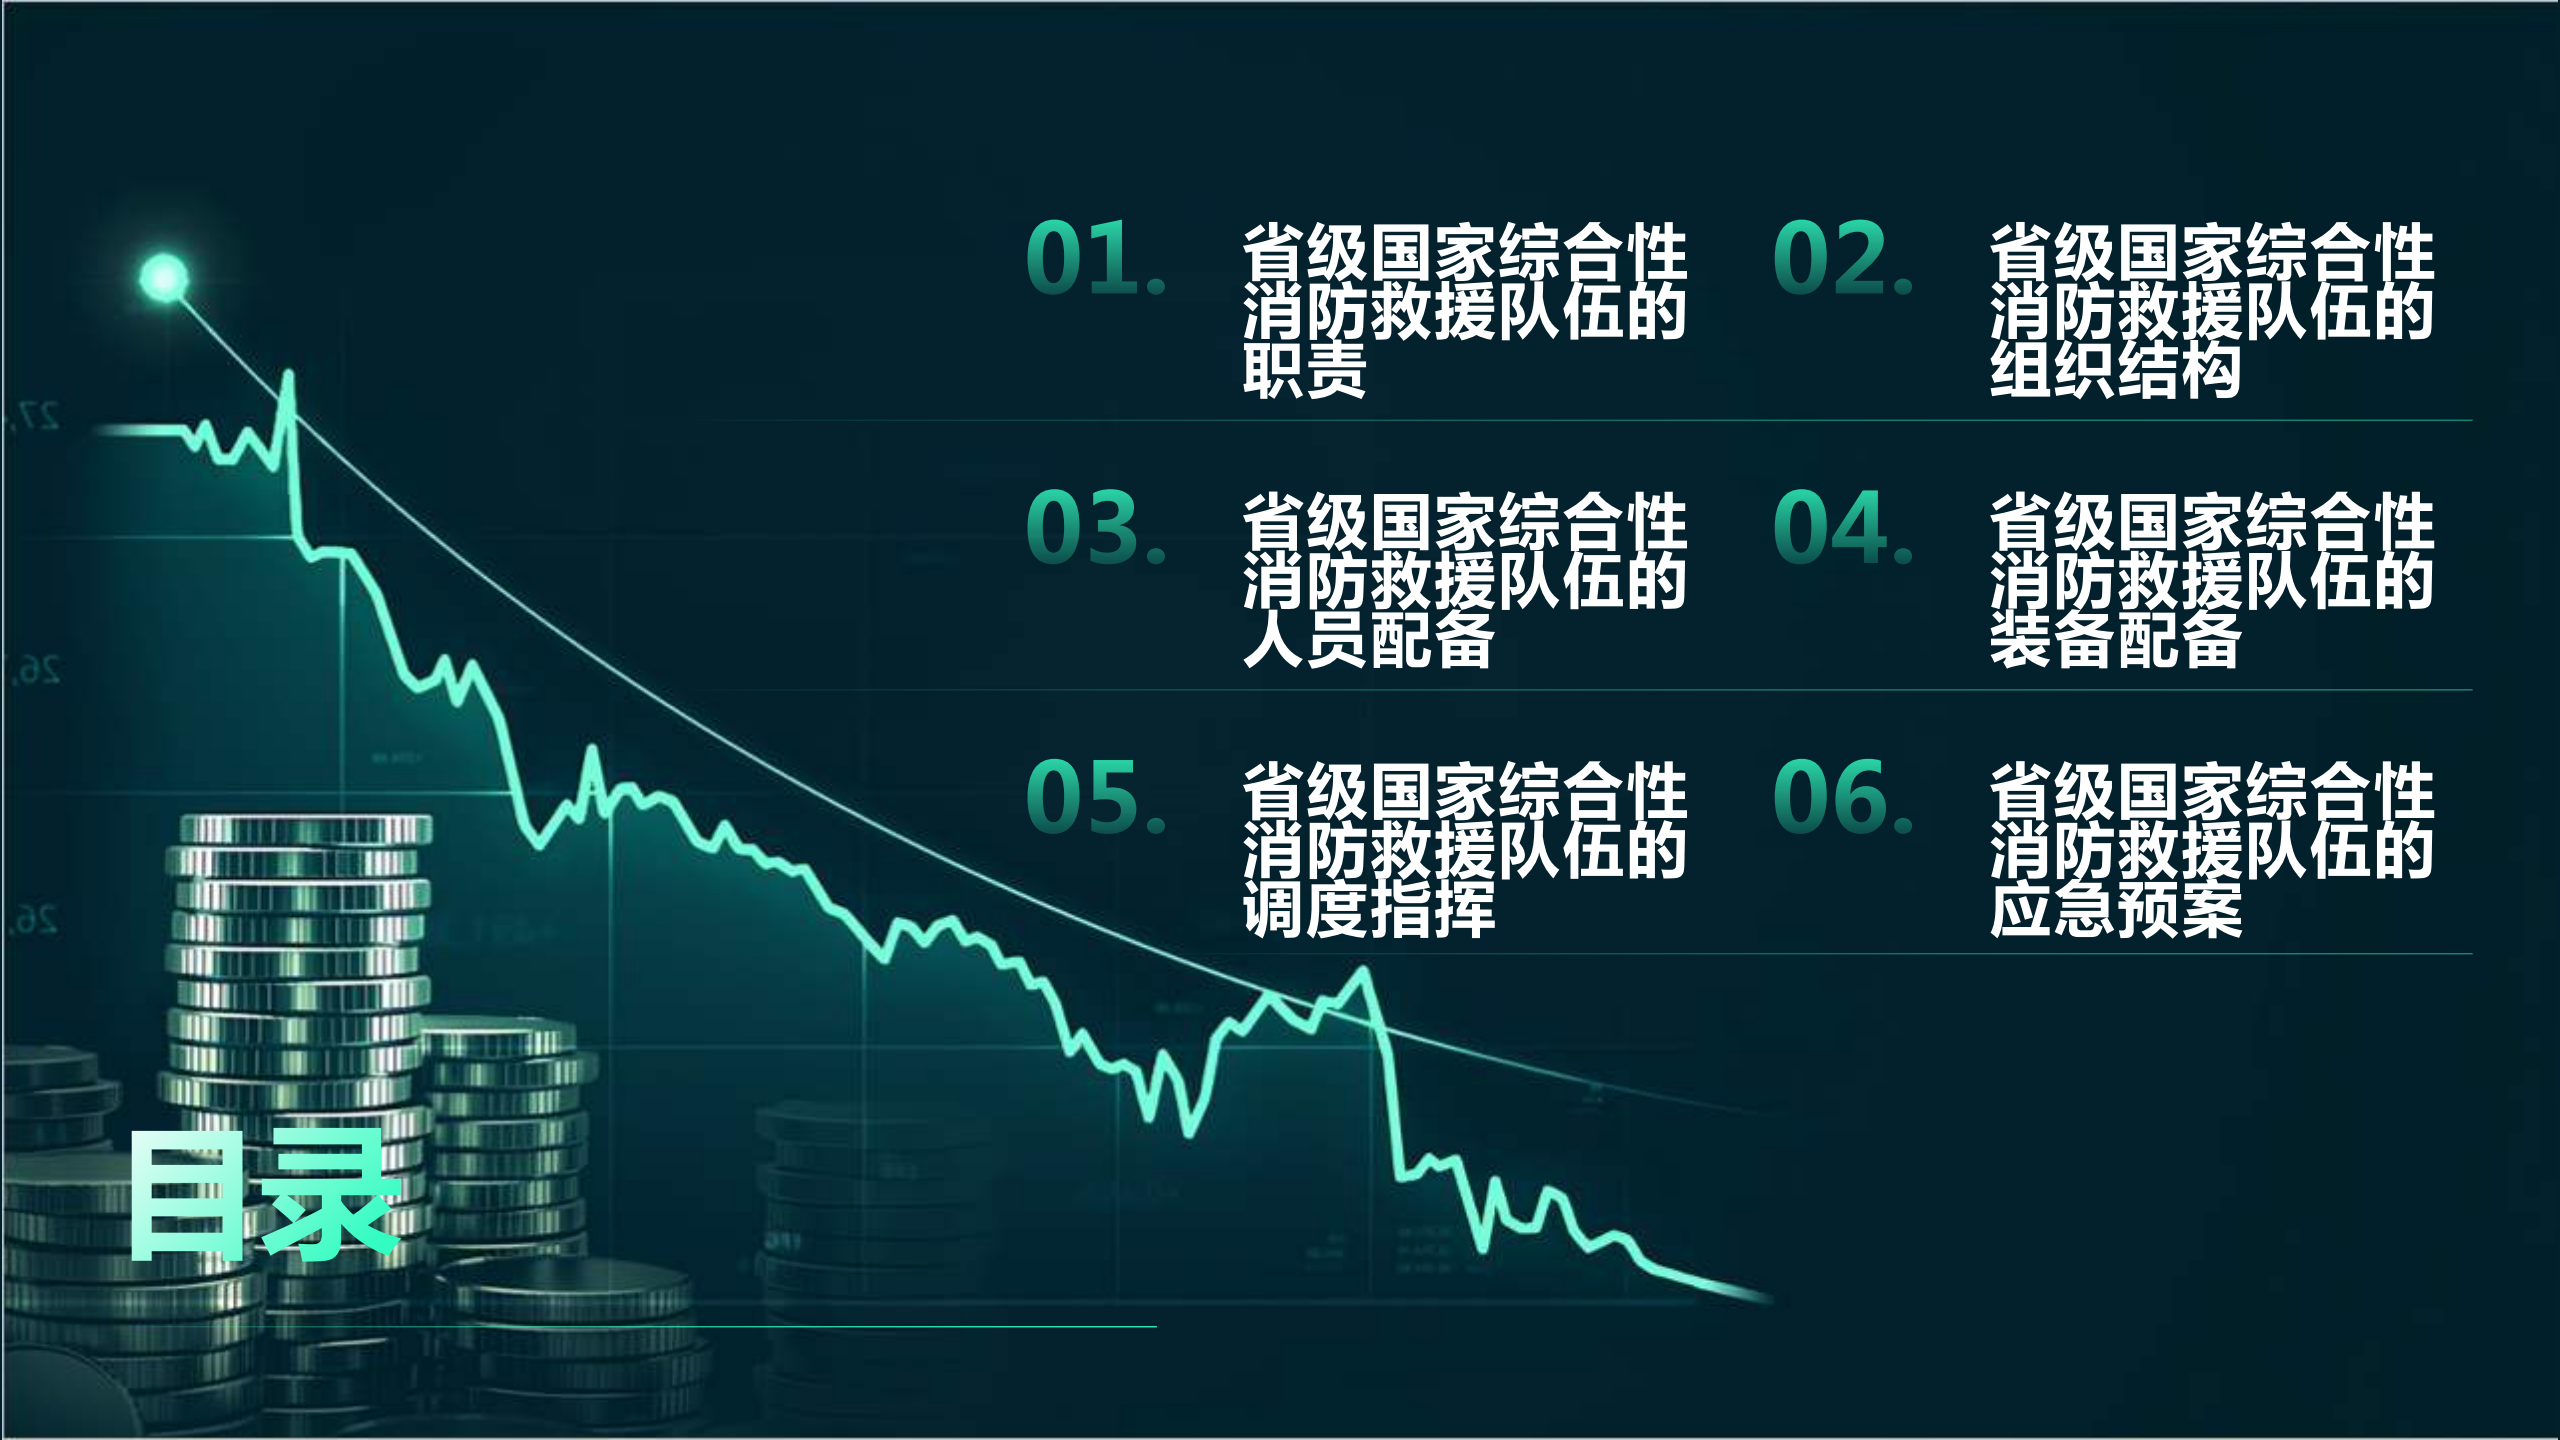 01.
省级国家综合性
消防救援队伍的
职责
02.
省级国家综合性
消防救援队伍的
组织结构
03.
省级国家综合性
消防救援队伍的
人员配备
04.
省级国家综合性
消防救援队伍的
装备配备
05.
省级国家综合性
消防救援队伍的
调度指挥
06.
省级国家综合性
消防救援队伍的
应急预案
目录